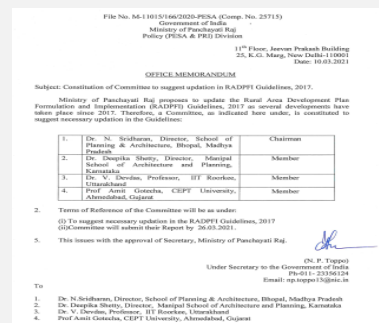 File No. M-11015/166/2020-PESA (Comp. No. 25715)
Government of India
Ministry of Panchayati Raj
Policy (PESA & PRI) Division
11th Floor, Jeevan Prakash Building
25, K.G. Marg, New Delhi-110001
Date: 10.03.2021
OFFICE MEMORANDUM
Subject: Constitution of Committee to suggest updation in RADPFI Guidelines, 2017.
Ministry of Panchayati Raj proposes to update the Rural Area Development Plan
Formulation and Implementation (RADPFI) Guidelines, 2017 as several developments have
taken place since 2017. Therefore, a Committee, as indicated here under, is constituted to
suggest necessary updation in the Guidelines:
1. Dr. N. Sridharan, Director, School of Chairman
Planning & Architecture, Bhopal, Madhya
Pradesh
2. Dr. Deepika Shetty, Director, Manipal Member
School of Architecture and Planning,
Karnataka
3. Dr. V. Devdas, Professor, IIT Roorkee, Member
Uttarakhand
4. Prof Amit Gotecha, CEPT University, Member
Ahmedabad, Gujarat
2. Terms of Reference of the Committee will be as under:
(i) To suggest necessary updation in the RADPFI Guidelines, 2017
(ii)Committee will submit their Report by 26.03.2021.
5. This issues with the approval of Secretary, Ministry of Panchayati Raj.
(N. P. Toppo)
Under Secretary to the Government of India
Ph-011- 23356124
Email: np.toppo15@nic.in
To
1. Dr. N.Sridharan, Director, School of Planning & Architecture, Bhopal, Madhya Pradesh
2. Dr. Deepika Shetty, Director, Manipal School of Architecture and Planning, Karnataka
3. Dr. V. Devdas, Professor, IIT Roorkee, Uttarakhand
4. Prof Amit Gotecha, CEPT University, Ahmedabad, Gujarat